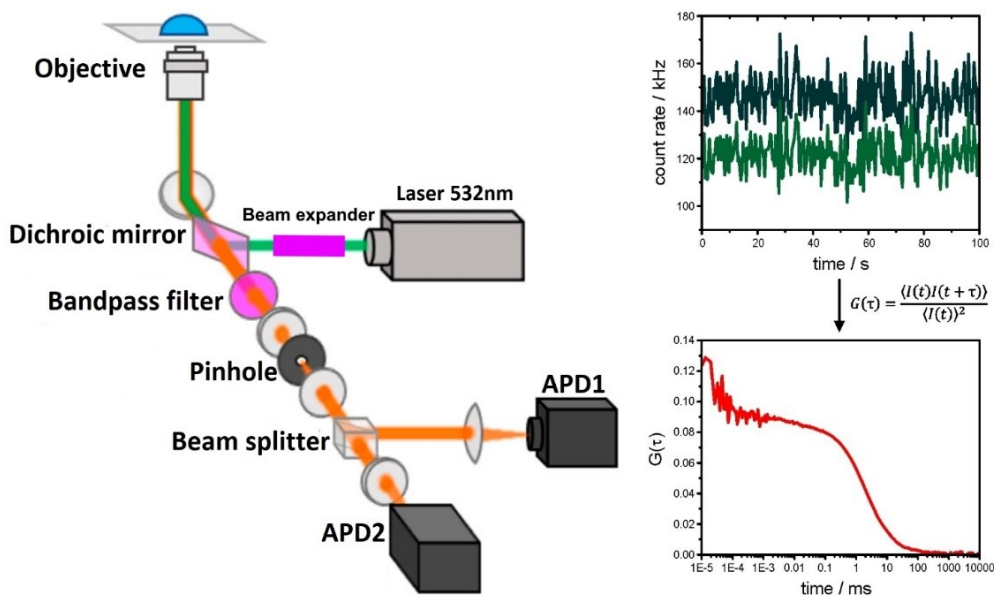 Objective
Dichroic mirror
Beam expander
Laser 532nm
Bandpass filter
Pinhole
APD1
Beam splitter
APD2
180
160
140
120
100
count rate / kHz
0 20 40 60 80 100
time / s
G(τ) = ⟨I(t)I(t + τ)⟩ / ⟨I(t)⟩²
0.14
0.12
0.10
0.08
0.06
0.04
0.02
0.00
G(τ)
1E-5 1E-4 1E-3 0.01 0.1 1 10 100 1000 10000
time / ms